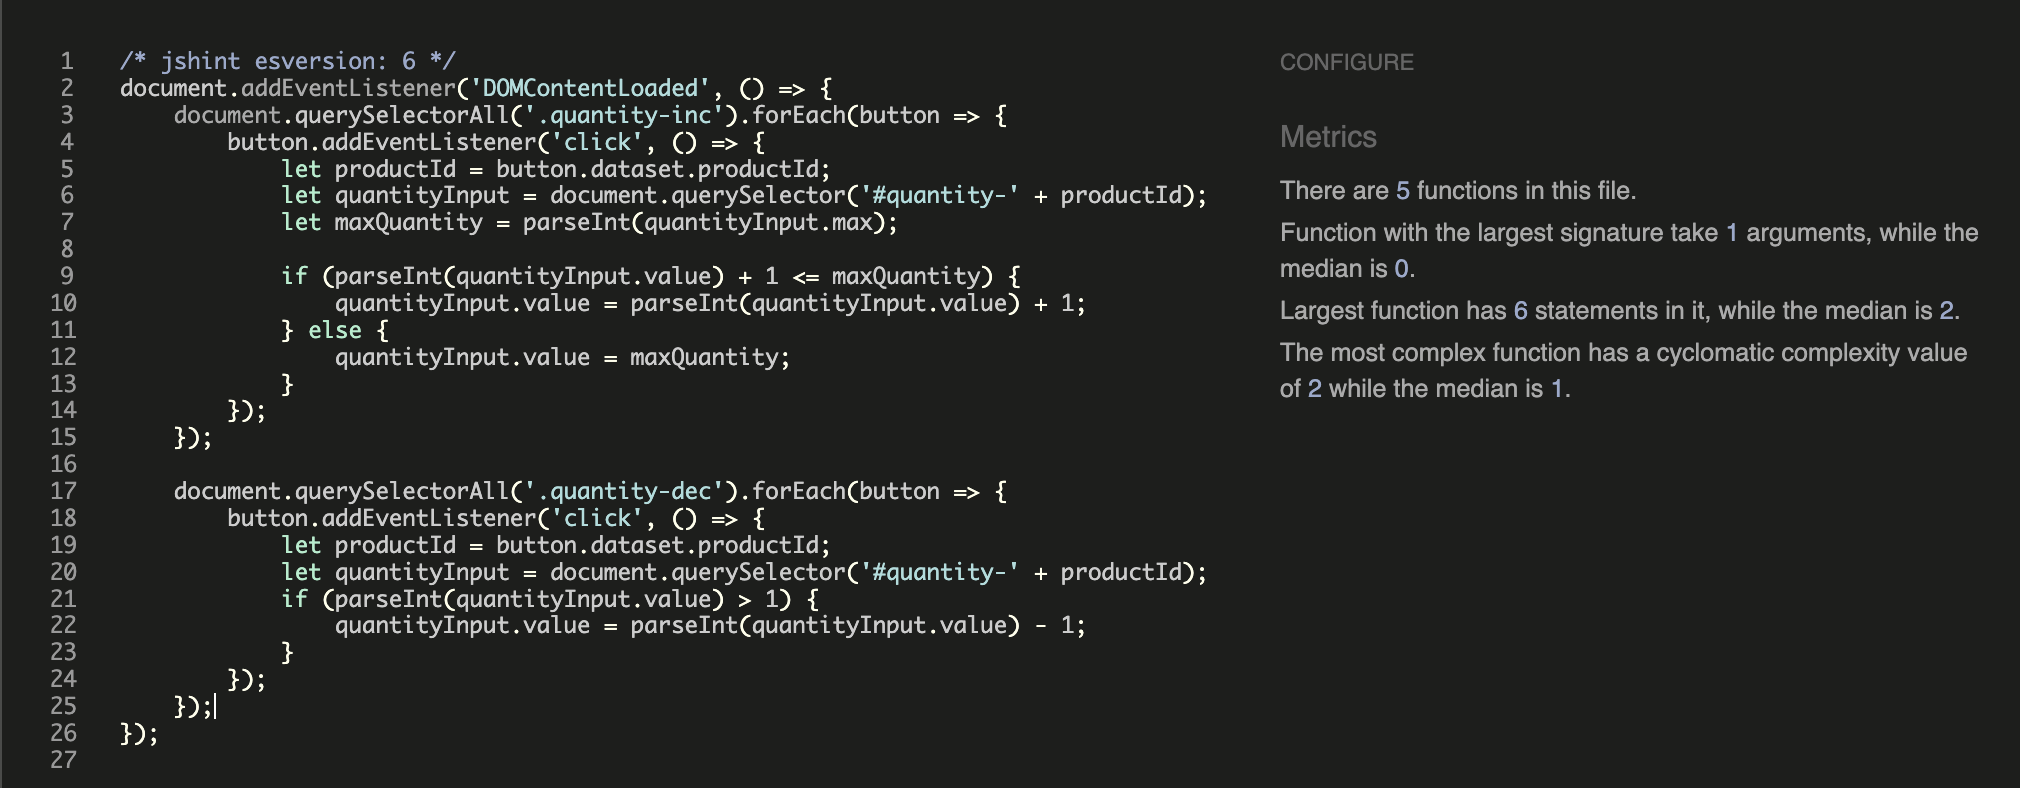 1 /* jshint esversion: 6 */
2 document.addEventListener('DOMContentLoaded', () => {
3     document.querySelectorAll('.quantity-inc').forEach(button => {
4         button.addEventListener('click', () => {
5             let productId = button.dataset.productId;
6             let quantityInput = document.querySelector('#quantity-' + productId);
7             let maxQuantity = parseInt(quantityInput.max);
8
9             if (parseInt(quantityInput.value) + 1 <= maxQuantity) {
10                 quantityInput.value = parseInt(quantityInput.value) + 1;
11             } else {
12                 quantityInput.value = maxQuantity;
13             }
14         });
15     });
16
17     document.querySelectorAll('.quantity-dec').forEach(button => {
18         button.addEventListener('click', () => {
19             let productId = button.dataset.productId;
20             let quantityInput = document.querySelector('#quantity-' + productId);
21             if (parseInt(quantityInput.value) > 1) {
22                 quantityInput.value = parseInt(quantityInput.value) - 1;
23             }
24         });
25     });
26 });
27
CONFIGURE
Metrics
There are 5 functions in this file.
Function with the largest signature take 1 arguments, while the
median is 0.
Largest function has 6 statements in it, while the median is 2.
The most complex function has a cyclomatic complexity value
of 2 while the median is 1.